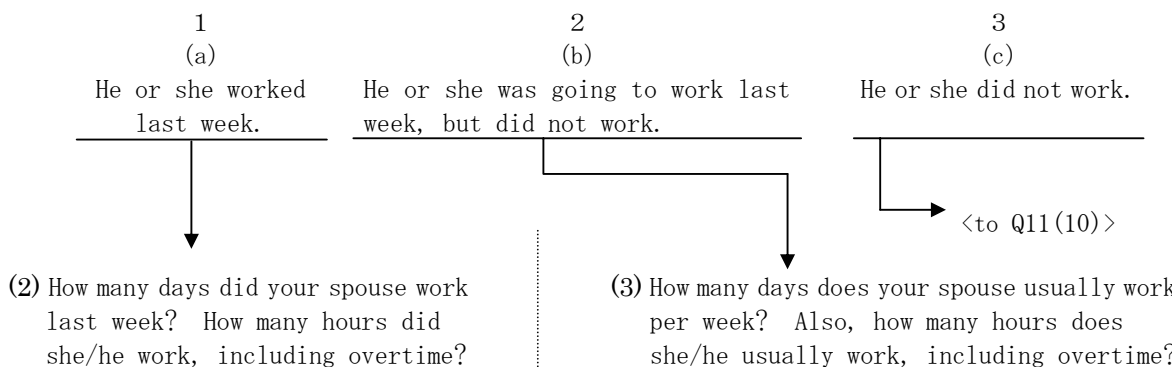 1 2 3
(a) (b) (c)
He or she worked
last week.
He or she was going to work last
week, but did not work.
He or she did not work.
<to Q11(10)>
(2) How many days did your spouse work
last week? How many hours did
she/he work, including overtime?
(3) How many days does your spouse usually work
per week? Also, how many hours does
she/he usually work, including overtime?